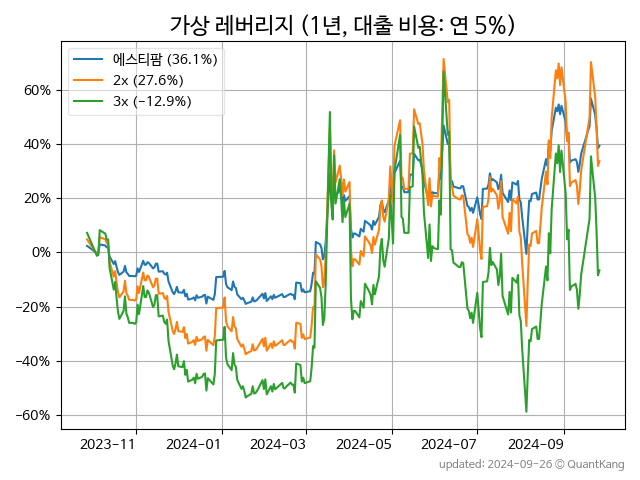 가상 레버리지 (1년, 대출 비용: 연 5%)
에스티팜 (36.1%)
2x (27.6%)
3x (−12.9%)
60%
40%
20%
0%
−20%
−40%
−60%
2023-11
2024-01
2024-03
2024-05
2024-07
2024-09
updated: 2024-09-26 © QuantKang